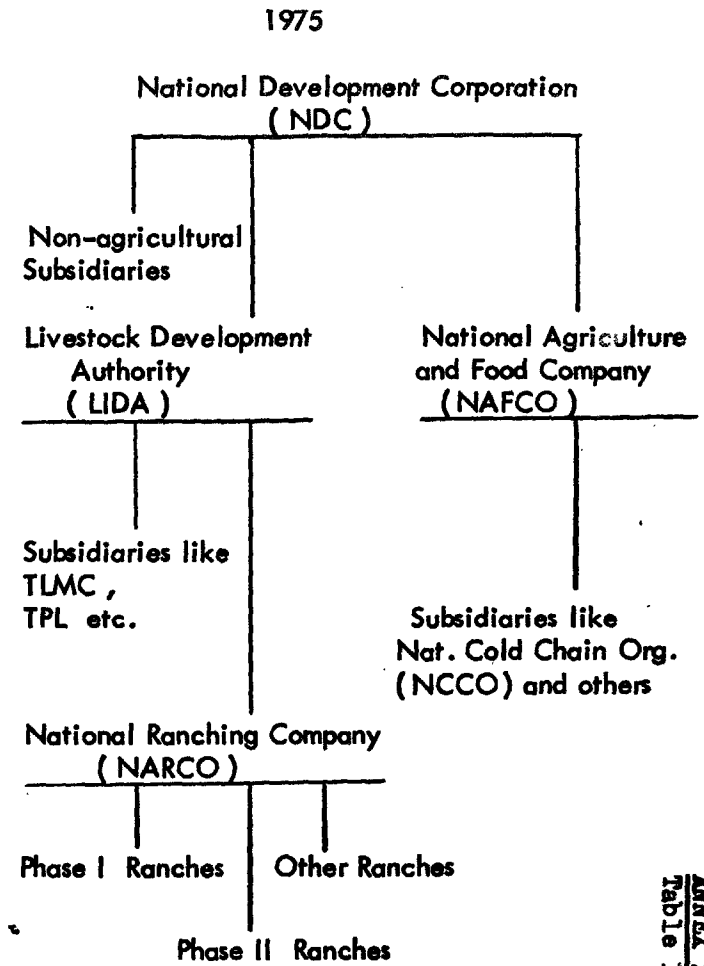 1975
National Development Corporation
( NDC )
Non-agricultural
Subsidiaries
Livestock Development
Authority
( LIDA )
National Agriculture
and Food Company
(NAFCO)
Subsidiaries like
TLMC ,
TPL etc.
Subsidiaries like
Nat. Cold Chain Org.
(NCCO) and others
National Ranching Company
( NARCO )
Phase I Ranches
Other Ranches
Phase II Ranches
ANNEX
Table